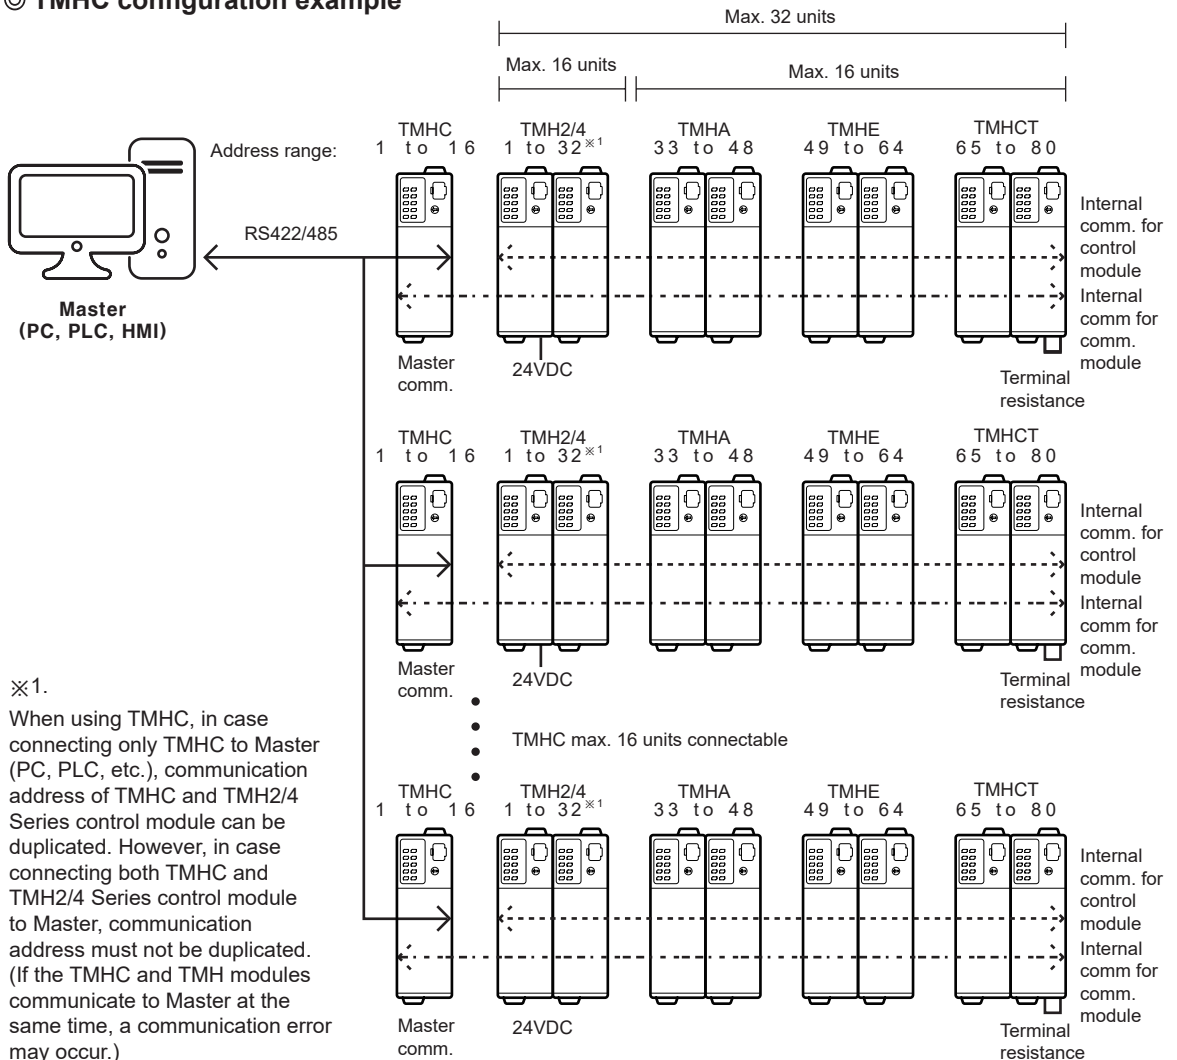 ◎ TMHC configuration example
Max. 32 units
Max. 16 units
Max. 16 units
Address range:
TMHC
1 to 16
TMH2/4
1 to 32※1
TMHA
33 to 48
TMHE
49 to 64
TMHCT
65 to 80
RS422/485
Master
(PC, PLC, HMI)
Internal
comm. for
control
module
Internal
comm for
comm.
module
Master
comm.
24VDC
Terminal
resistance
TMHC
1 to 16
TMH2/4
1 to 32※1
TMHA
33 to 48
TMHE
49 to 64
TMHCT
65 to 80
Internal
comm. for
control
module
Internal
comm for
comm.
module
Master
comm.
24VDC
Terminal
resistance
TMHC max. 16 units connectable
TMHC
1 to 16
TMH2/4
1 to 32※1
TMHA
33 to 48
TMHE
49 to 64
TMHCT
65 to 80
Internal
comm. for
control
module
Internal
comm for
comm.
module
Master
comm.
24VDC
Terminal
resistance
※1.
When using TMHC, in case
connecting only TMHC to Master
(PC, PLC, etc.), communication
address of TMHC and TMH2/4
Series control module can be
duplicated. However, in case
connecting both TMHC and
TMH2/4 Series control module
to Master, communication
address must not be duplicated.
(If the TMHC and TMH modules
communicate to Master at the
same time, a communication error
may occur.)